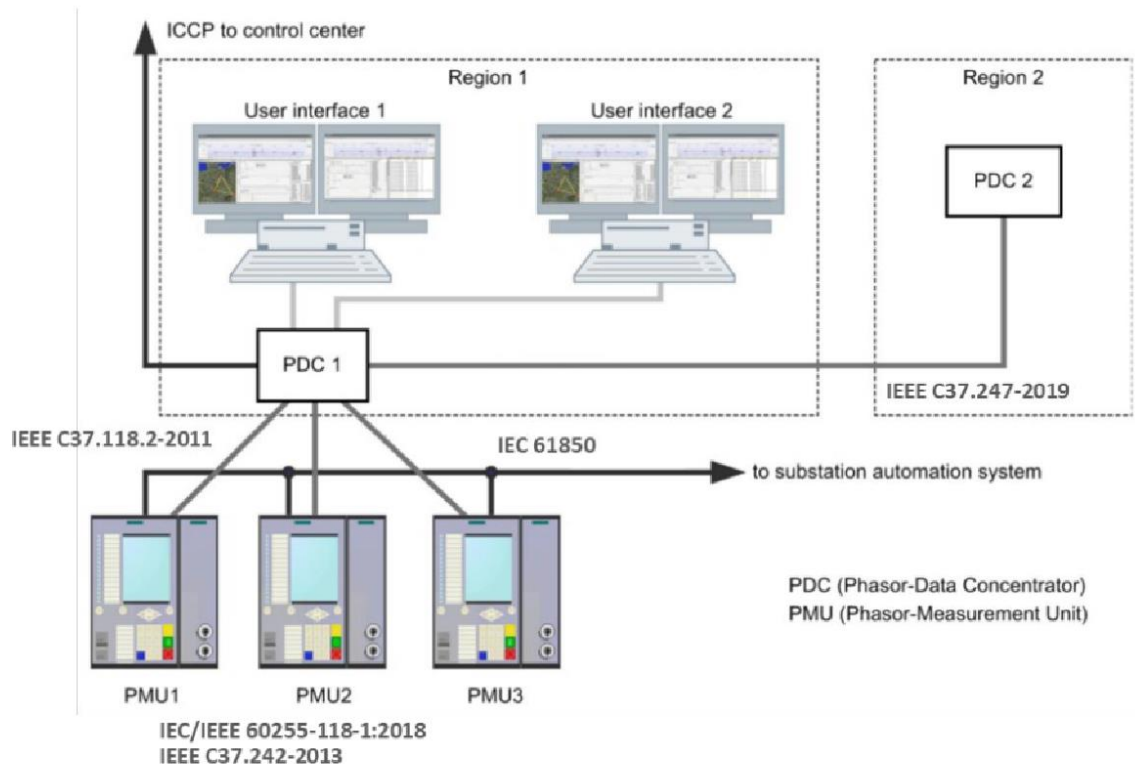 ICCP to control center
Region 1
Region 2
User interface 1
User interface 2
PDC 2
PDC 1
IEEE C37.247-2019
IEEE C37.118.2-2011
IEC 61850
to substation automation system
PDC (Phasor-Data Concentrator)
PMU (Phasor-Measurement Unit)
PMU1
PMU2
PMU3
IEC/IEEE 60255-118-1:2018
IEEE C37.242-2013